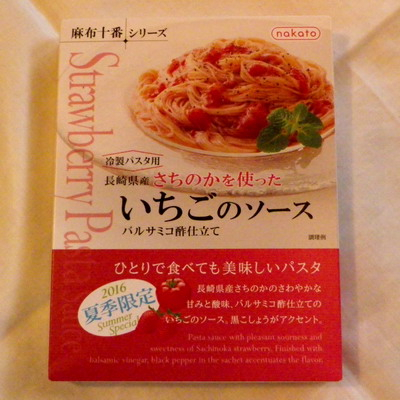 麻布十番シリーズ
nakato
Strawberry Pasta Sauce
冷製パスタ用
長崎県産さちのかを使った
いちごのソース
バルサミコ酢仕立て
調理例
ひとりで食べても美味しいパスタ
2016
夏季限定
Summer Special
長崎県産さちのかのさわやかな
甘みと酸味、バルサミコ酢仕立ての
いちごのソース。黒こしょうがアクセント。
Pasta sauce with pleasant sourness and
sweetness of Sachinoka strawberry. Finished with
balsamic vinegar, black pepper in the sachet accentuates the flavor.